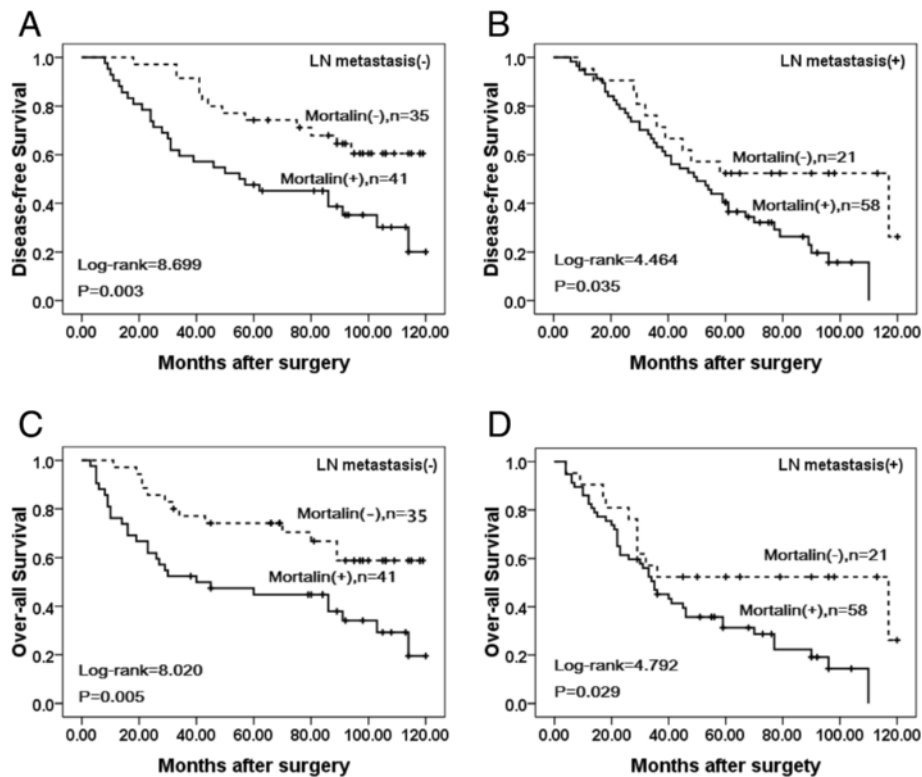 A
LN metastasis(-)
Disease-free Survival
1.0
0.8
0.6
0.4
0.2
0.0
Mortalin(-),n=35
Mortalin(+),n=41
Log-rank=8.699
P=0.003
0.00 20.00 40.00 60.00 80.00 100.00 120.00
Months after surgery
B
LN metastasis(+)
Disease-free Survival
1.0
0.8
0.6
0.4
0.2
0.0
Mortalin(-),n=21
Mortalin(+),n=58
Log-rank=4.464
P=0.035
0.00 20.00 40.00 60.00 80.00 100.00 120.00
Months after surgery
C
LN metastasis(-)
Over-all Survival
1.0
0.8
0.6
0.4
0.2
0.0
Mortalin(-),n=35
Mortalin(+),n=41
Log-rank=8.020
P=0.005
0.00 20.00 40.00 60.00 80.00 100.00 120.00
Months after surgery
D
LN metastasis(+)
Over-all Survival
1.0
0.8
0.6
0.4
0.2
0.0
Mortalin(-),n=21
Mortalin(+),n=58
Log-rank=4.792
P=0.029
0.00 20.00 40.00 60.00 80.00 100.00 120.00
Months after surgety